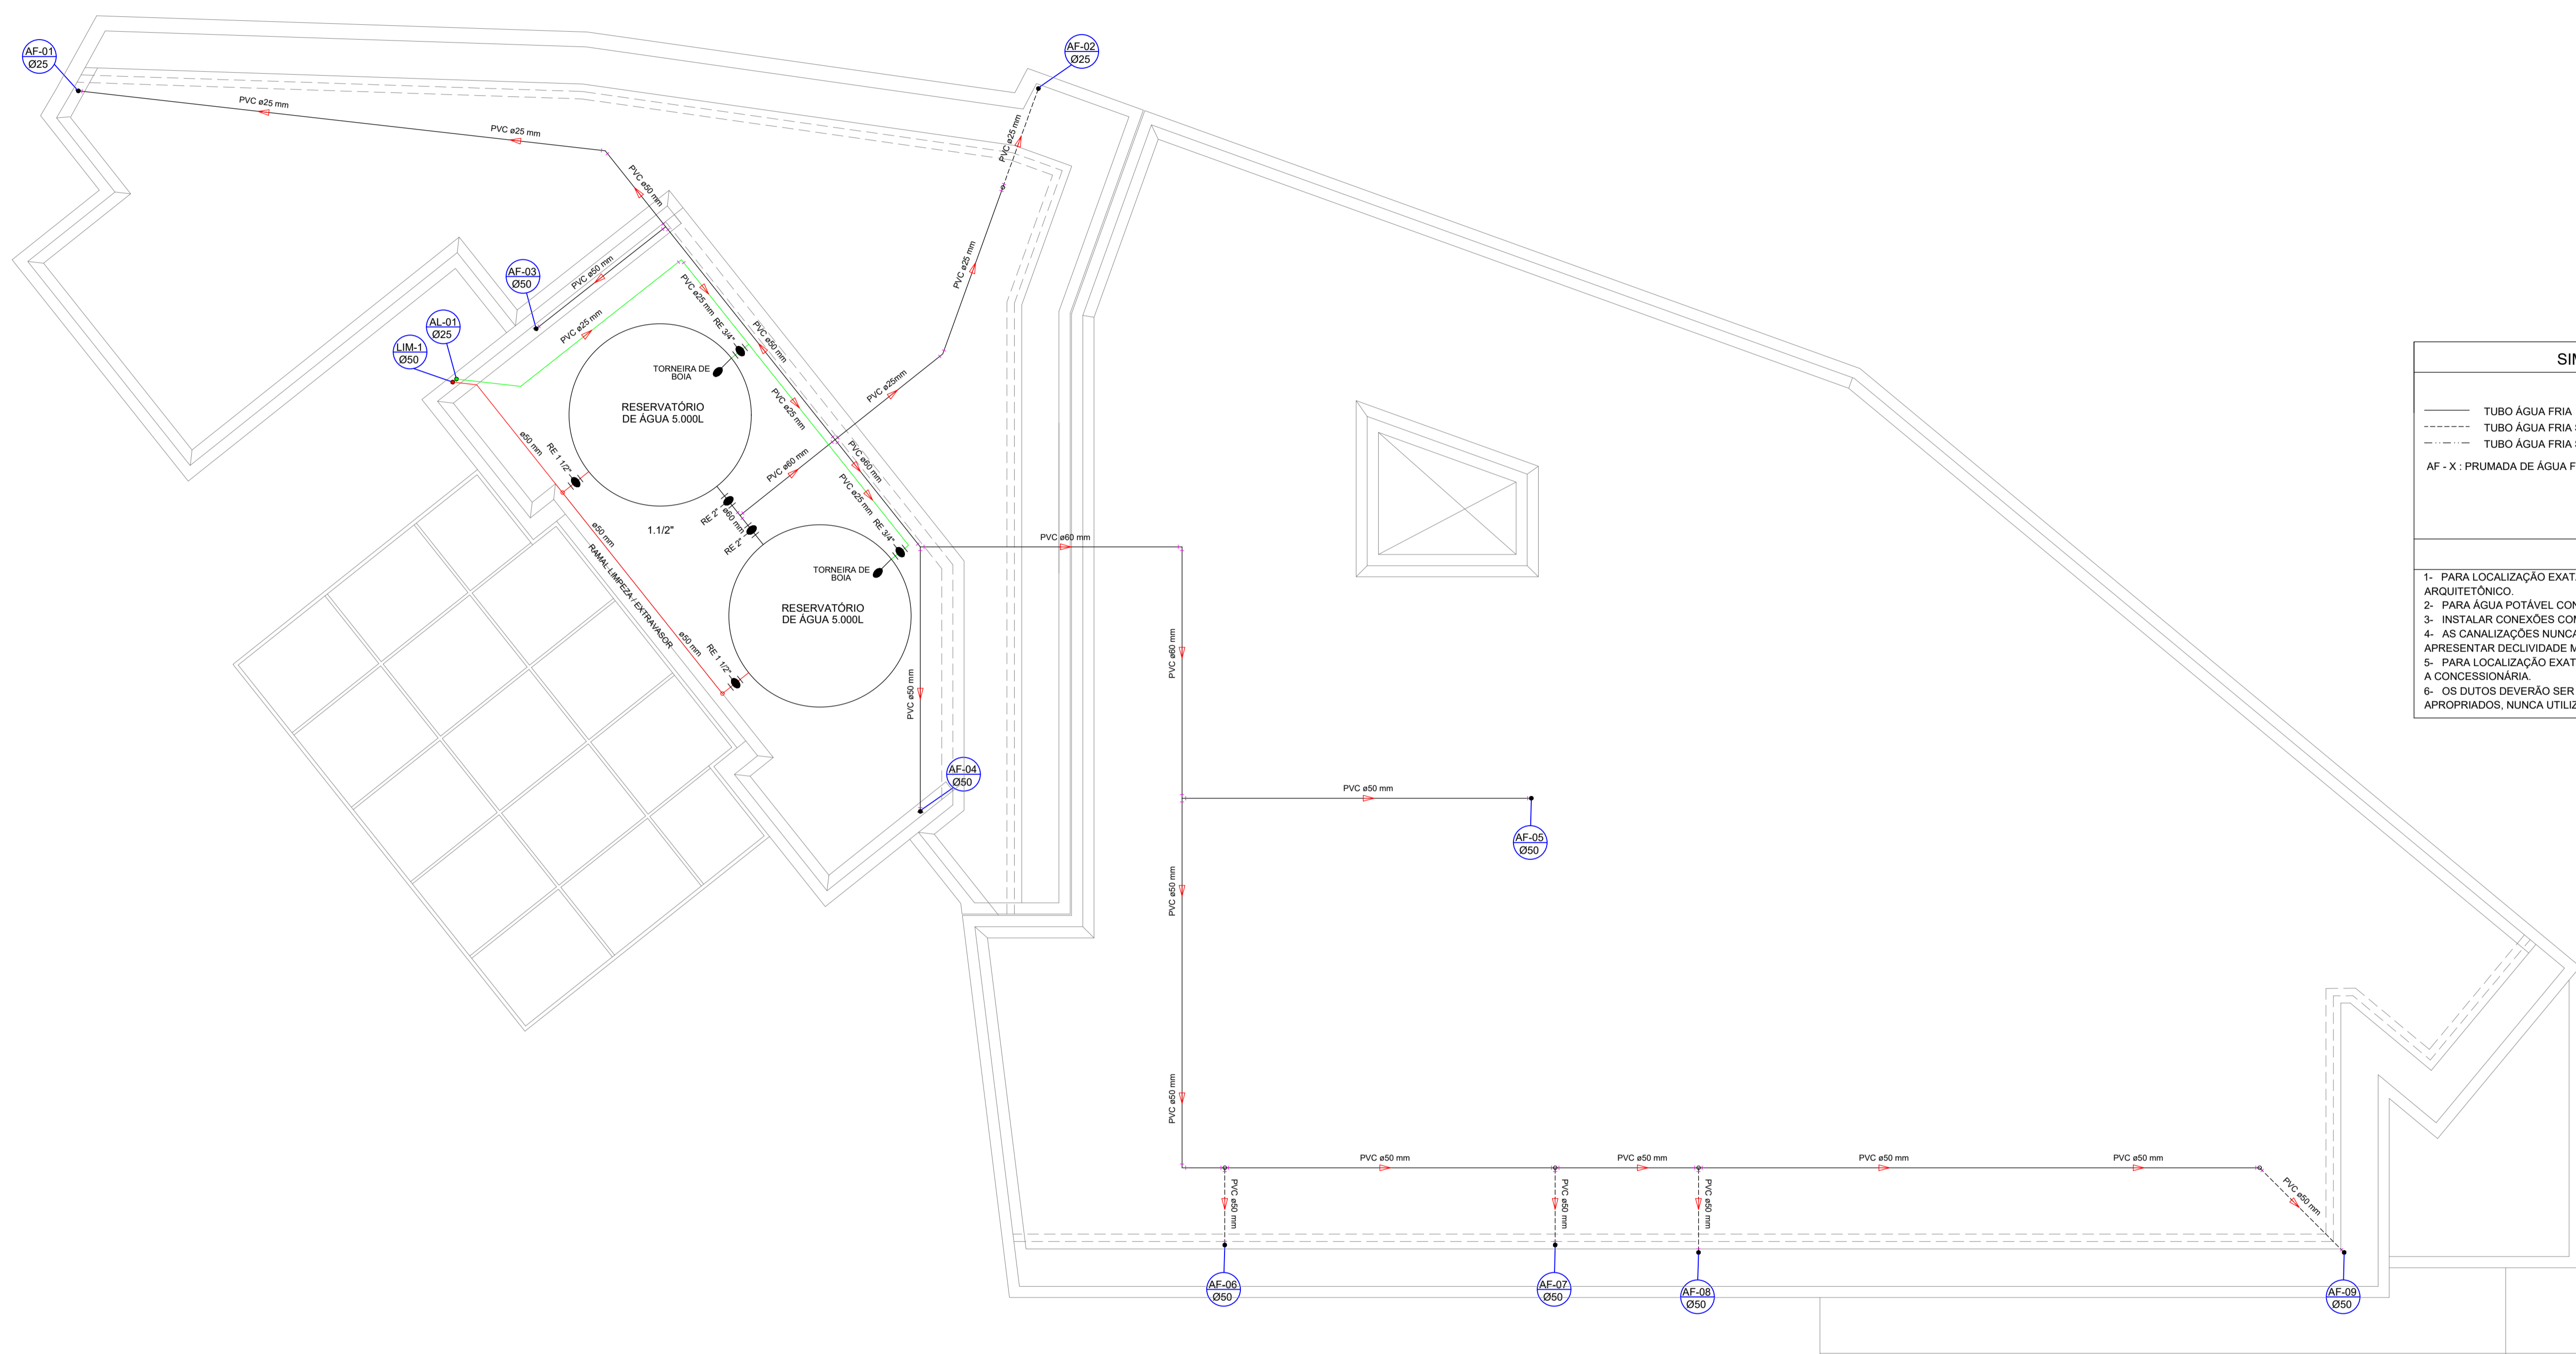 AF-01
Ø25
AF-02
Ø25
PVC ø25 mm
PVC ø25 mm
PVC ø25 mm
PVC ø50 mm
PVC ø25 mm
AF-03
Ø50
PVC ø50 mm
PVC ø25 mm
AL-01
Ø25
LIM-1
Ø50
PVC ø25 mm
RE 3/4"
PVC ø50 mm
TORNEIRA DE
BOIA
RESERVATÓRIO
DE ÁGUA 5.000L
PVC ø25 mm
PVC ø25mm
ø50 mm
RE 1 1/2"
PVC ø60 mm
PVC ø60 mm
PVC ø25 mm
RE 2"
ø60 mm
RE 2"
ø50 mm
1.1/2"
RE 3/4"
PVC ø60 mm
RAMAL LIMPEZA / EXTRAVASOR
TORNEIRA DE
BOIA
RESERVATÓRIO
DE ÁGUA 5.000L
ø50 mm
RE 1 1/2"
PVC ø50 mm
PVC ø60 mm
AF-04
Ø50
PVC ø50 mm
AF-05
Ø50
PVC ø50 mm
PVC ø50 mm
PVC ø50 mm
PVC ø50 mm
PVC ø50 mm
PVC ø50 mm
PVC ø50 mm
PVC ø50 mm
PVC ø50 mm
PVC ø50 mm
AF-06
Ø50
AF-07
Ø50
AF-08
Ø50
AF-09
Ø50
TUBO ÁGUA FRIA
TUBO ÁGUA FRIA
TUBO ÁGUA FRIA
AF - X : PRUMADA DE ÁGUA
1- PARA LOCALIZAÇÃO
ARQUITETÔNICO.
2- PARA ÁGUA POTÁVEL
3- INSTALAR CONEXÕES
4- AS CANALIZAÇÕES
APRESENTAR DECLIVIDADE
5- PARA LOCALIZAÇÃO
A CONCESSIONÁRIA.
6- OS DUTOS DEVERÃO SER
APROPRIADOS, NUNCA